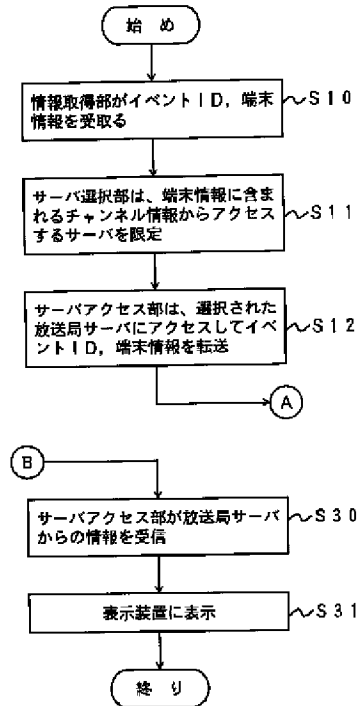 始め
情報取得部がイベントID,端末
情報を受取る
S10
サーバ選択部は、端末情報に含ま
れるチャンネル情報からアクセス
するサーバを限定
S11
サーバアクセス部は、選択された
放送局サーバにアクセスしてイベ
ントID,端末情報を転送
S12
A
B
サーバアクセス部が放送局サーバ
からの情報を受信
S30
表示装置に表示
S31
終り